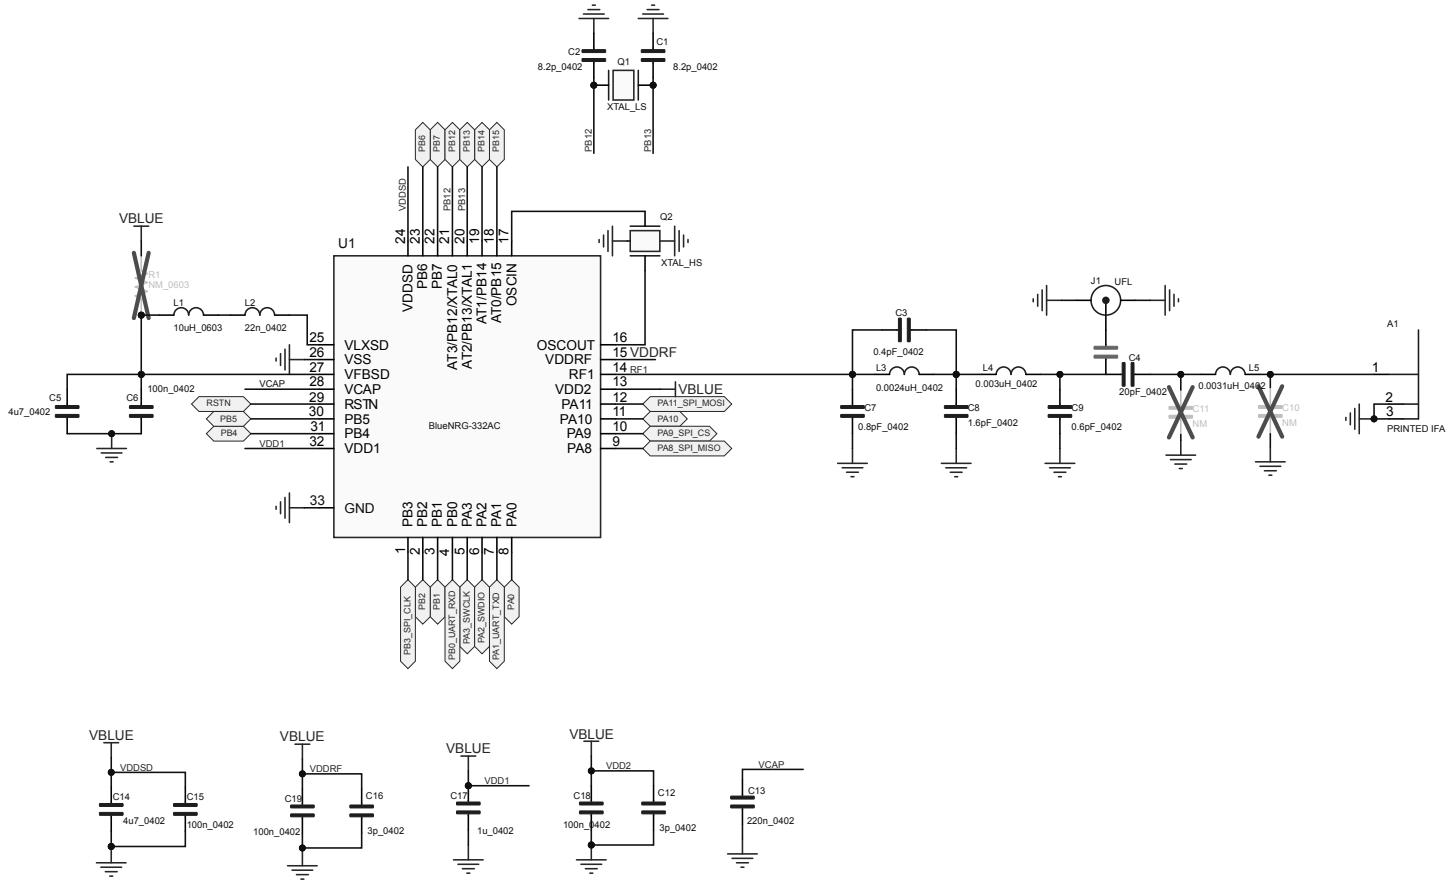 C2
8.2p_0402
C1
8.2p_0402
Q1
XTAL_LS
PB12
PB13
PB6
PB7
PB12
PB13
PB14
PB15
VDDSD
PB12
PB13
24
23
22
21
20
19
18
17
Q2
XTAL_HS
VBLUE
R1
NM_0603
L1
10uH_0603
L2
22n_0402
U1
VDDSD
PB6
PB7
AT3/PB12/XTAL0
AT2/PB13/XTAL1
AT1/PB14
AT0/PB15
OSCIN
25 VLXSD
26 VSS
27 VFBSD
VCAP 28 VCAP
RSTN 29 RSTN
PB5 30 PB5
PB4 31 PB4
VDD1 32 VDD1
33 GND
C5
4u7_0402
C6
100n_0402
BlueNRG-332AC
OSCOUT 16
VDDRF 15 VDDRF
RF1 14 RF1
VDD2 13 VBLUE
PA11 12 PA11_SPI_MOSI
PA10 11 PA10
PA9 10 PA9_SPI_CS
PA8 9 PA8_SPI_MISO
PB3
PB2
PB1
PB0
PA3
PA2
PA1
PA0
1
2
3
4
5
6
7
8
PB3_SPI_CLK
PB2
PB1
PB0_UART_RXD
PA3_SWCLK
PA2_SWDIO
PA1_UART_TXD
PA0
C3
0.4pF_0402
L3
0.0024uH_0402
C7
0.8pF_0402
L4
0.003uH_0402
C8
1.6pF_0402
C9
0.6pF_0402
J1
UFL
C4
20pF_0402
C11
NM
L5
0.0031uH_0402
C10
NM
A1
1
2
3
PRINTED IFA
VBLUE
VDDSD
C14
4u7_0402
C15
100n_0402
VBLUE
VDDRF
C19
100n_0402
C16
3p_0402
VBLUE
VDD1
C17
1u_0402
VBLUE
VDD2
C18
100n_0402
C12
3p_0402
VCAP
C13
220n_0402